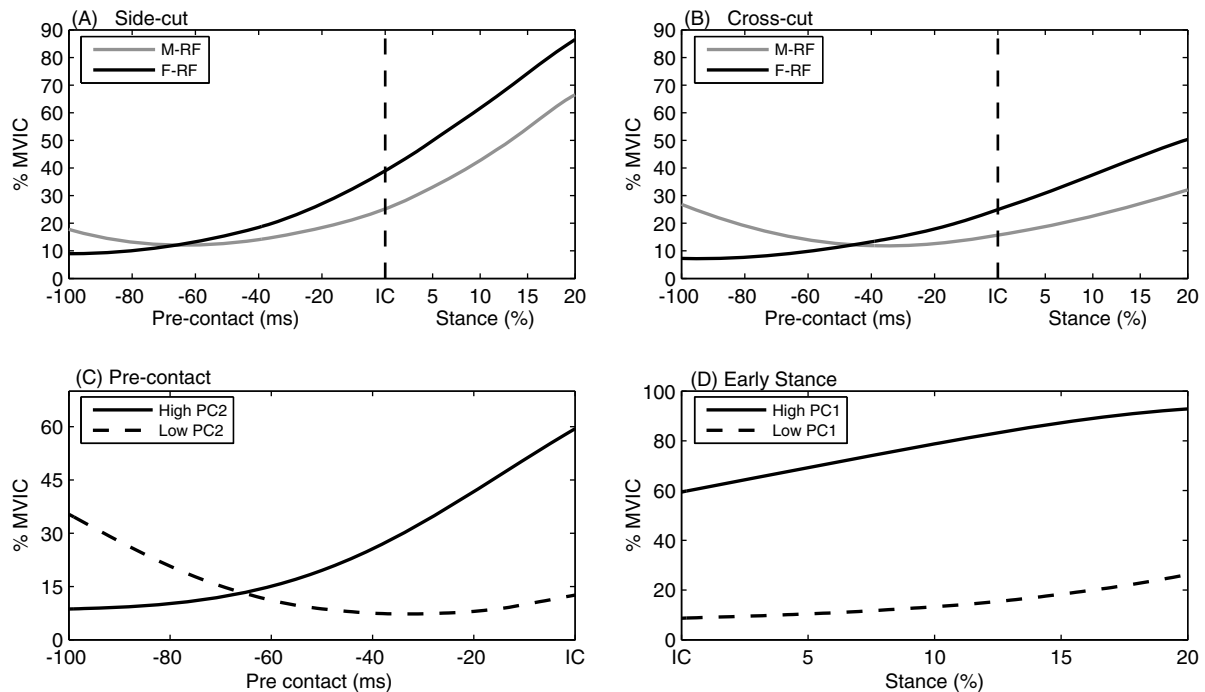 (A) Side-cut
90
80
70
60
50
40
30
20
10
0
% MVIC
M-RF
F-RF
-100 -80 -60 -40 -20 IC 5 10 15 20
Pre-contact (ms) Stance (%)
(B) Cross-cut
90
80
70
60
50
40
30
20
10
0
% MVIC
M-RF
F-RF
-100 -80 -60 -40 -20 IC 5 10 15 20
Pre-contact (ms) Stance (%)
(C) Pre-contact
60
45
30
15
0
% MVIC
High PC2
Low PC2
-100 -80 -60 -40 -20 IC
Pre contact (ms)
(D) Early Stance
100
80
60
40
20
0
% MVIC
High PC1
Low PC1
IC 5 10 15 20
Stance (%)